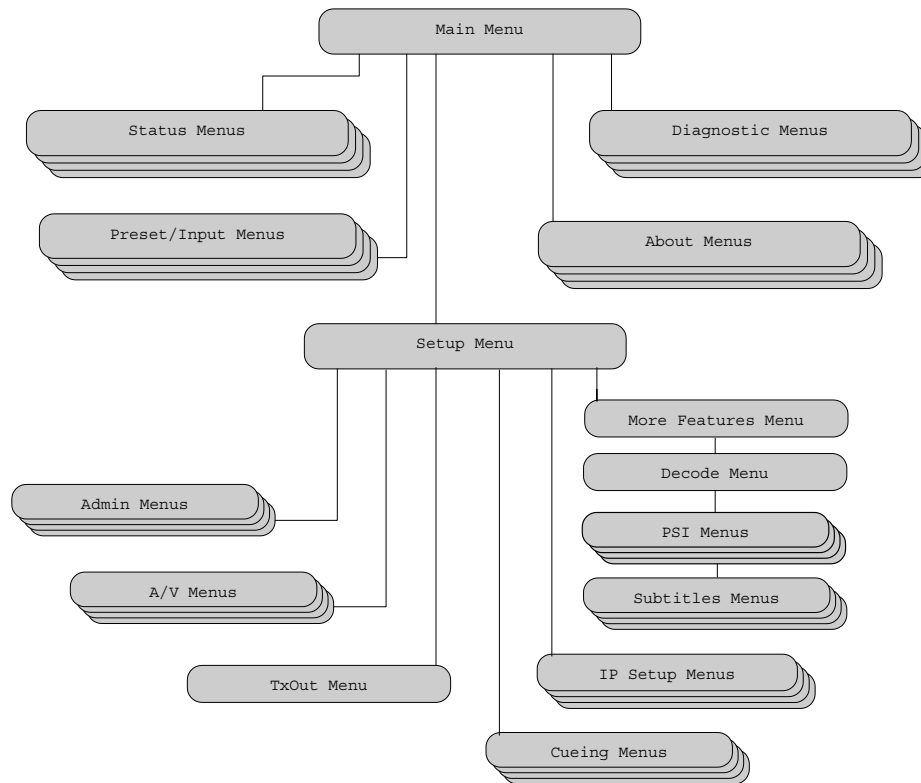 Main Menu
Status Menus
Diagnostic Menus
Preset/Input Menus
About Menus
Setup Menu
More Features Menu
Decode Menu
Admin Menus
PSI Menus
A/V Menus
Subtitles Menus
TxOut Menu
IP Setup Menus
Cueing Menus